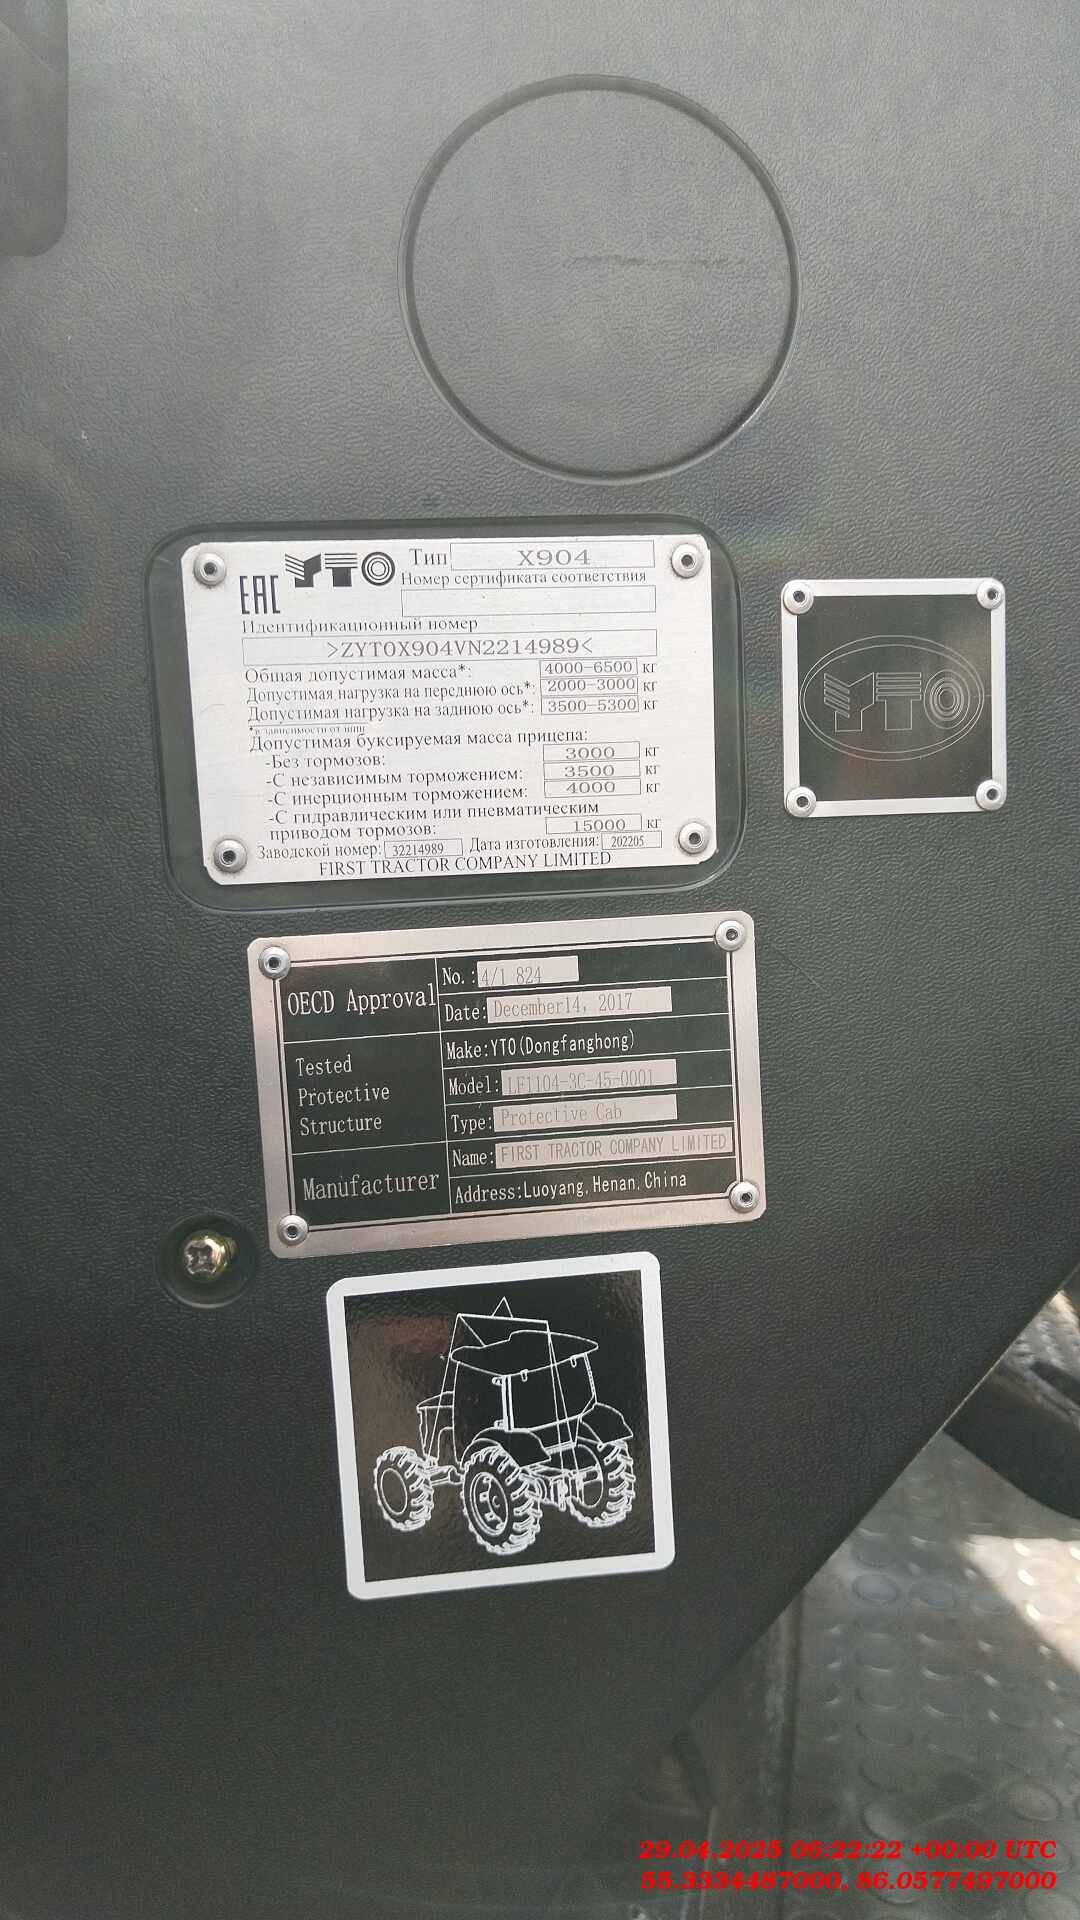 YTO Тип X904
EAC
Номер сертификата соответствия
Идентификационный номер
>ZYT0X904VN2214989<
Общая допустимая масса*: 4000-6500 кг
Допустимая нагрузка на переднюю ось*: 2000-3000 кг
Допустимая нагрузка на заднюю ось*: 3500-5300 кг
*в зависимости от шин
Допустимая буксируемая масса прицепа:
-Без тормозов: 3000 кг
-С независимым торможением: 3500 кг
-С инерционным торможением: 4000 кг
-С гидравлическим или пневматическим
приводом тормозов: 15000 кг
Заводской номер: 32214989 Дата изготовления: 202205
FIRST TRACTOR COMPANY LIMITED
YTO
OECD Approval
No.: 4/1 824
Date: December14, 2017
Tested
Protective
Structure
Make:YTO(Dongfanghong)
Model: LF1104-3C-45-0001
Type: Protective Cab
Manufacturer
Name: FIRST TRACTOR COMPANY LIMITED
Address:Luoyang,Henan,China
29.04.2025 06:22:22 +00:00 UTC
55.3334487000, 86.0577497000